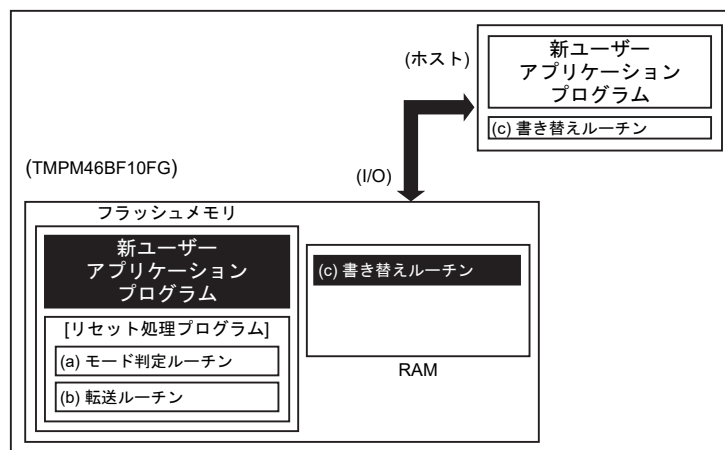 (ホスト)
新ユーザー
アプリケーション
プログラム
(c) 書き替えルーチン
(TMPM46BF10FG)
(I/O)
フラッシュメモリ
新ユーザー
アプリケーション
プログラム
[リセット処理プログラム]
(a) モード判定ルーチン
(b) 転送ルーチン
(c) 書き替えルーチン
RAM